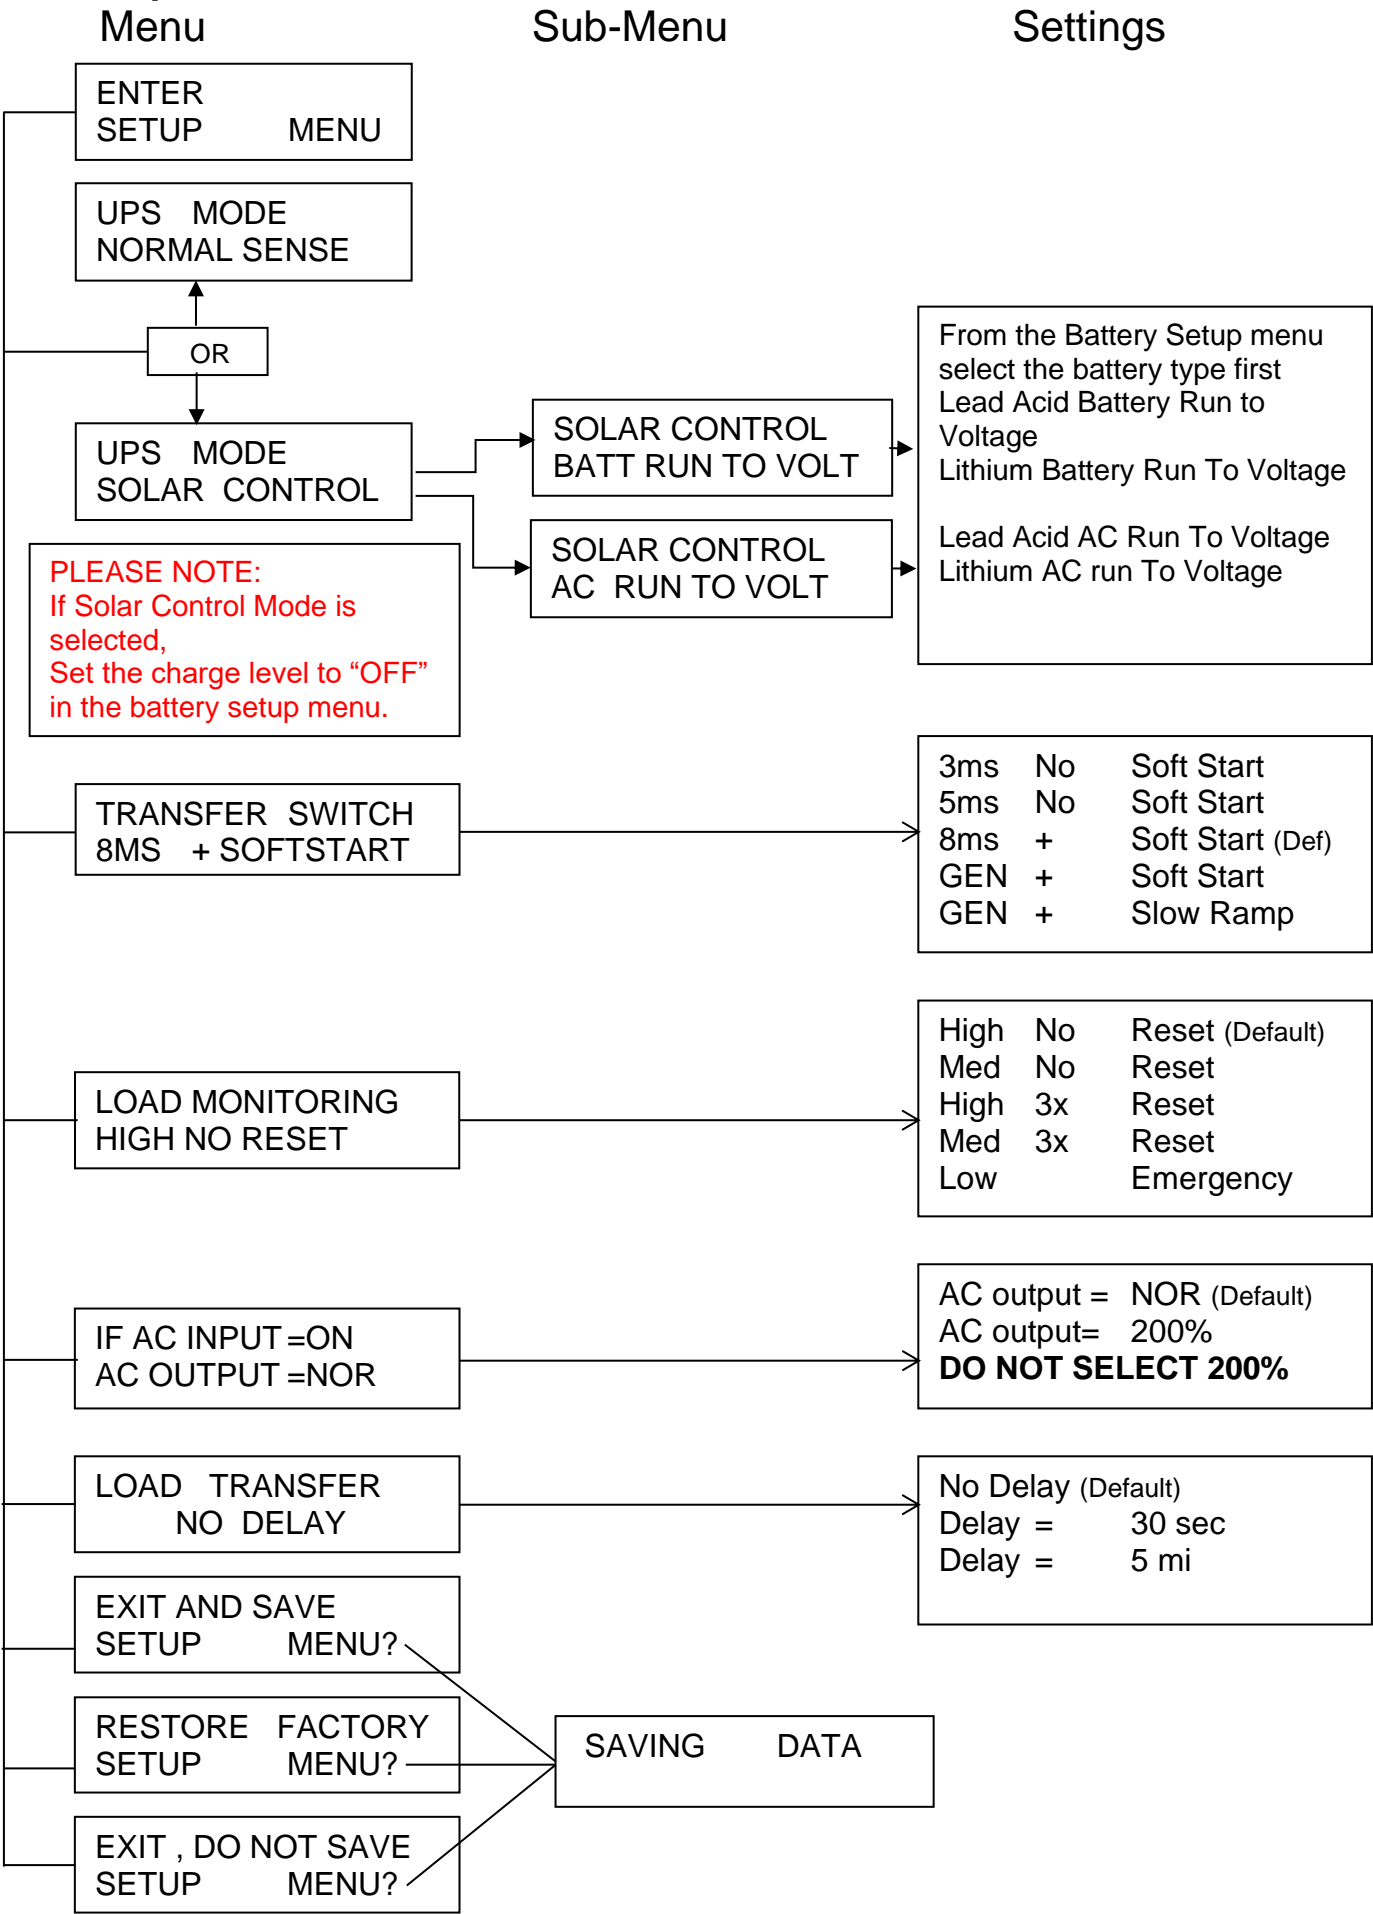 Menu Sub-Menu Settings
ENTER
SETUP MENU
UPS MODE
NORMAL SENSE
OR
UPS MODE
SOLAR CONTROL
SOLAR CONTROL
BATT RUN TO VOLT
SOLAR CONTROL
AC RUN TO VOLT
From the Battery Setup menu
select the battery type first
Lead Acid Battery Run to
Voltage
Lithium Battery Run To Voltage
Lead Acid AC Run To Voltage
Lithium AC run To Voltage
PLEASE NOTE:
If Solar Control Mode is
selected,
Set the charge level to “OFF”
in the battery setup menu.
TRANSFER SWITCH
8MS + SOFTSTART
3ms No Soft Start
5ms No Soft Start
8ms + Soft Start (Def)
GEN + Soft Start
GEN + Slow Ramp
LOAD MONITORING
HIGH NO RESET
High No Reset (Default)
Med No Reset
High 3x Reset
Med 3x Reset
Low Emergency
IF AC INPUT =ON
AC OUTPUT =NOR
AC output = NOR (Default)
AC output= 200%
DO NOT SELECT 200%
LOAD TRANSFER
NO DELAY
No Delay (Default)
Delay = 30 sec
Delay = 5 mi
EXIT AND SAVE
SETUP MENU?
RESTORE FACTORY
SETUP MENU?
SAVING DATA
EXIT , DO NOT SAVE
SETUP MENU?